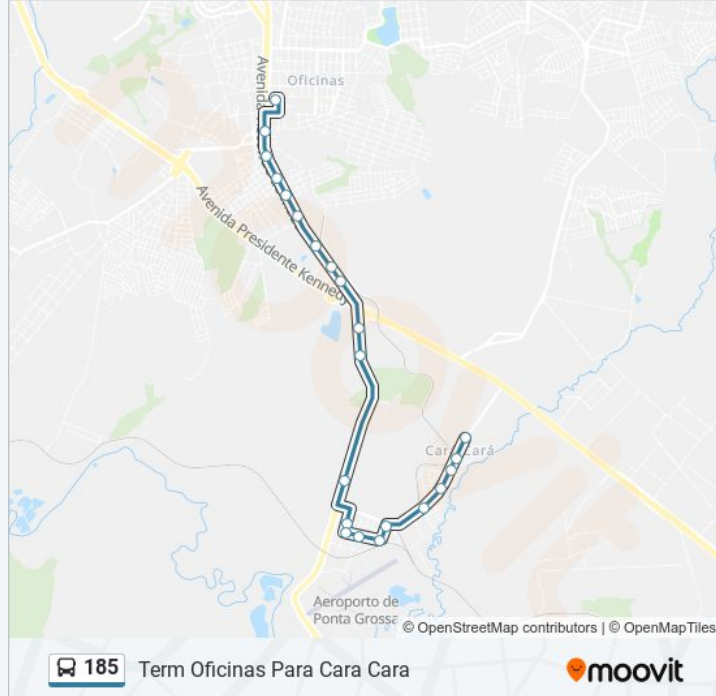 Oficinas
Avenida
Avenida Presidente Kennedy
Cará-Cará
Aeroporto de
Ponta Grossa
© OpenStreetMap contributors | © OpenMapTiles
185 Term Oficinas Para Cara Cara
moovit